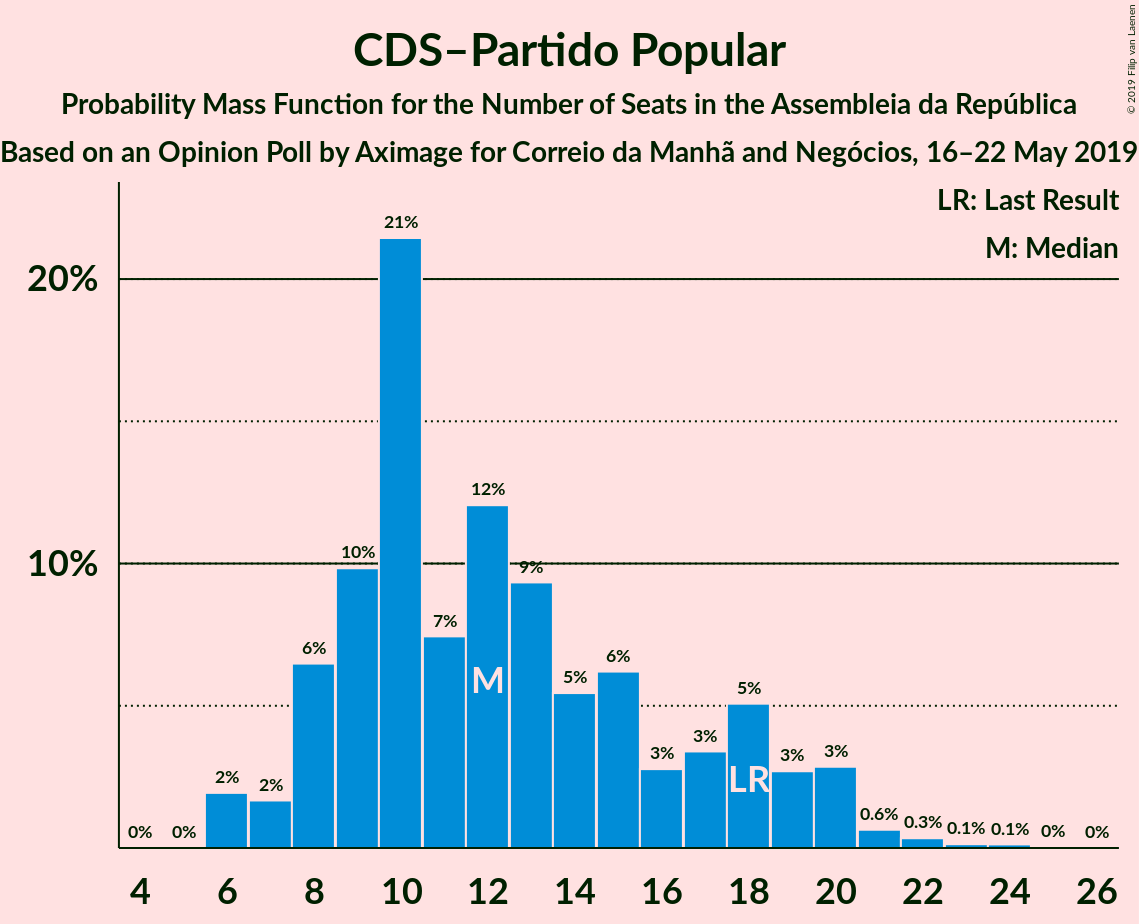 CDS–Partido Popular
Probability Mass Function for the Number of Seats in the Assembleia da República
Based on an Opinion Poll by Aximage for Correio da Manhã and Negócios, 16–22 May 2019
© 2019 Filip van Laenen
LR: Last Result
M: Median
20%
10%
0%
0%
2%
2%
6%
10%
21%
7%
12%
9%
5%
6%
3%
3%
5%
3%
3%
0.6%
0.3%
0.1%
0.1%
0%
0%
M
LR
4 6 8 10 12 14 16 18 20 22 24 26